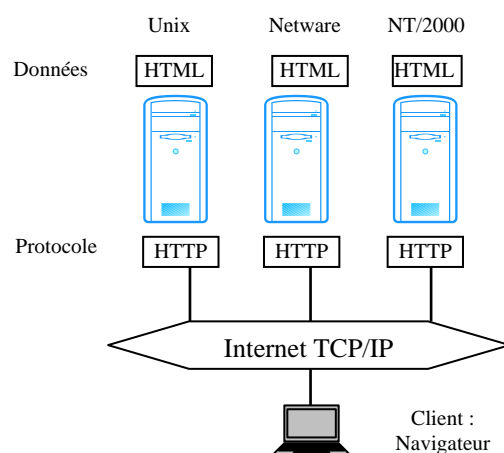 Unix Netware NT/2000
Données HTML HTML HTML
Protocole HTTP HTTP HTTP
Internet TCP/IP
Client :
Navigateur